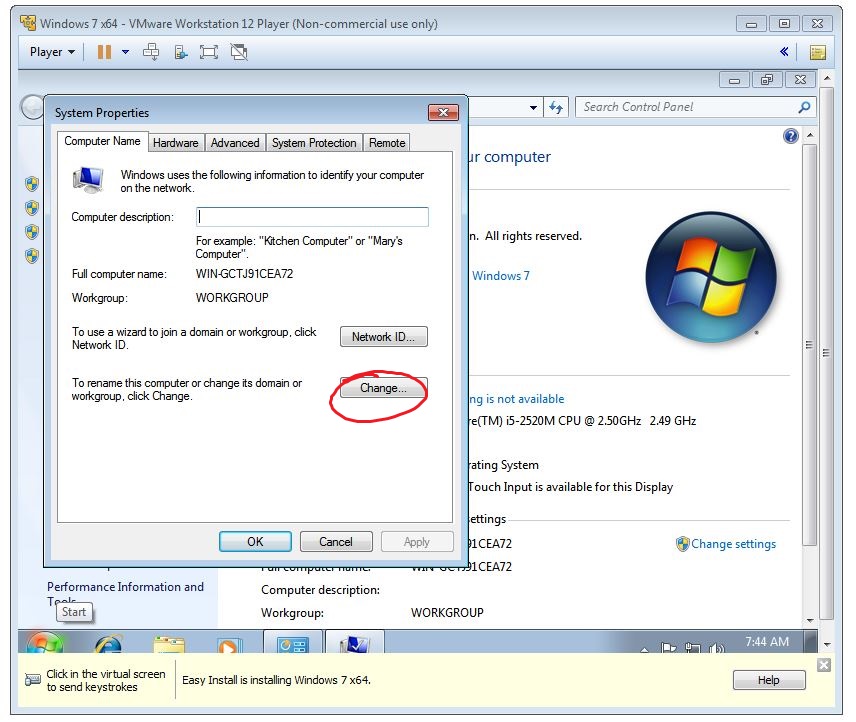 Windows 7 x64 - VMware Workstation 12 Player (Non-commercial use only)
Player
Search Control Panel
System Properties
Computer Name
Hardware
Advanced
System Protection
Remote
Windows uses the following information to identify your computer
on the network.
Computer description:
For example: "Kitchen Computer" or "Mary's
Computer".
Full computer name:
WIN-GCTJ91CEA72
Workgroup:
WORKGROUP
To use a wizard to join a domain or workgroup, click
Network ID.
Network ID...
To rename this computer or change its domain or
workgroup, click Change.
Change...
OK
Cancel
Apply
ur computer
n. All rights reserved.
Windows 7
ng is not available
re(TM) i5-2520M CPU @ 2.50GHz 2.49 GHz
rating System
Touch Input is available for this Display
ettings
J91CEA72
Change settings
Full computer name:
WIN-GCTJ91CEA72
Computer description:
Workgroup:
WORKGROUP
Performance Information and
Tools
Start
7:44 AM
Click in the virtual screen
to send keystrokes
Easy Install is installing Windows 7 x64.
Help